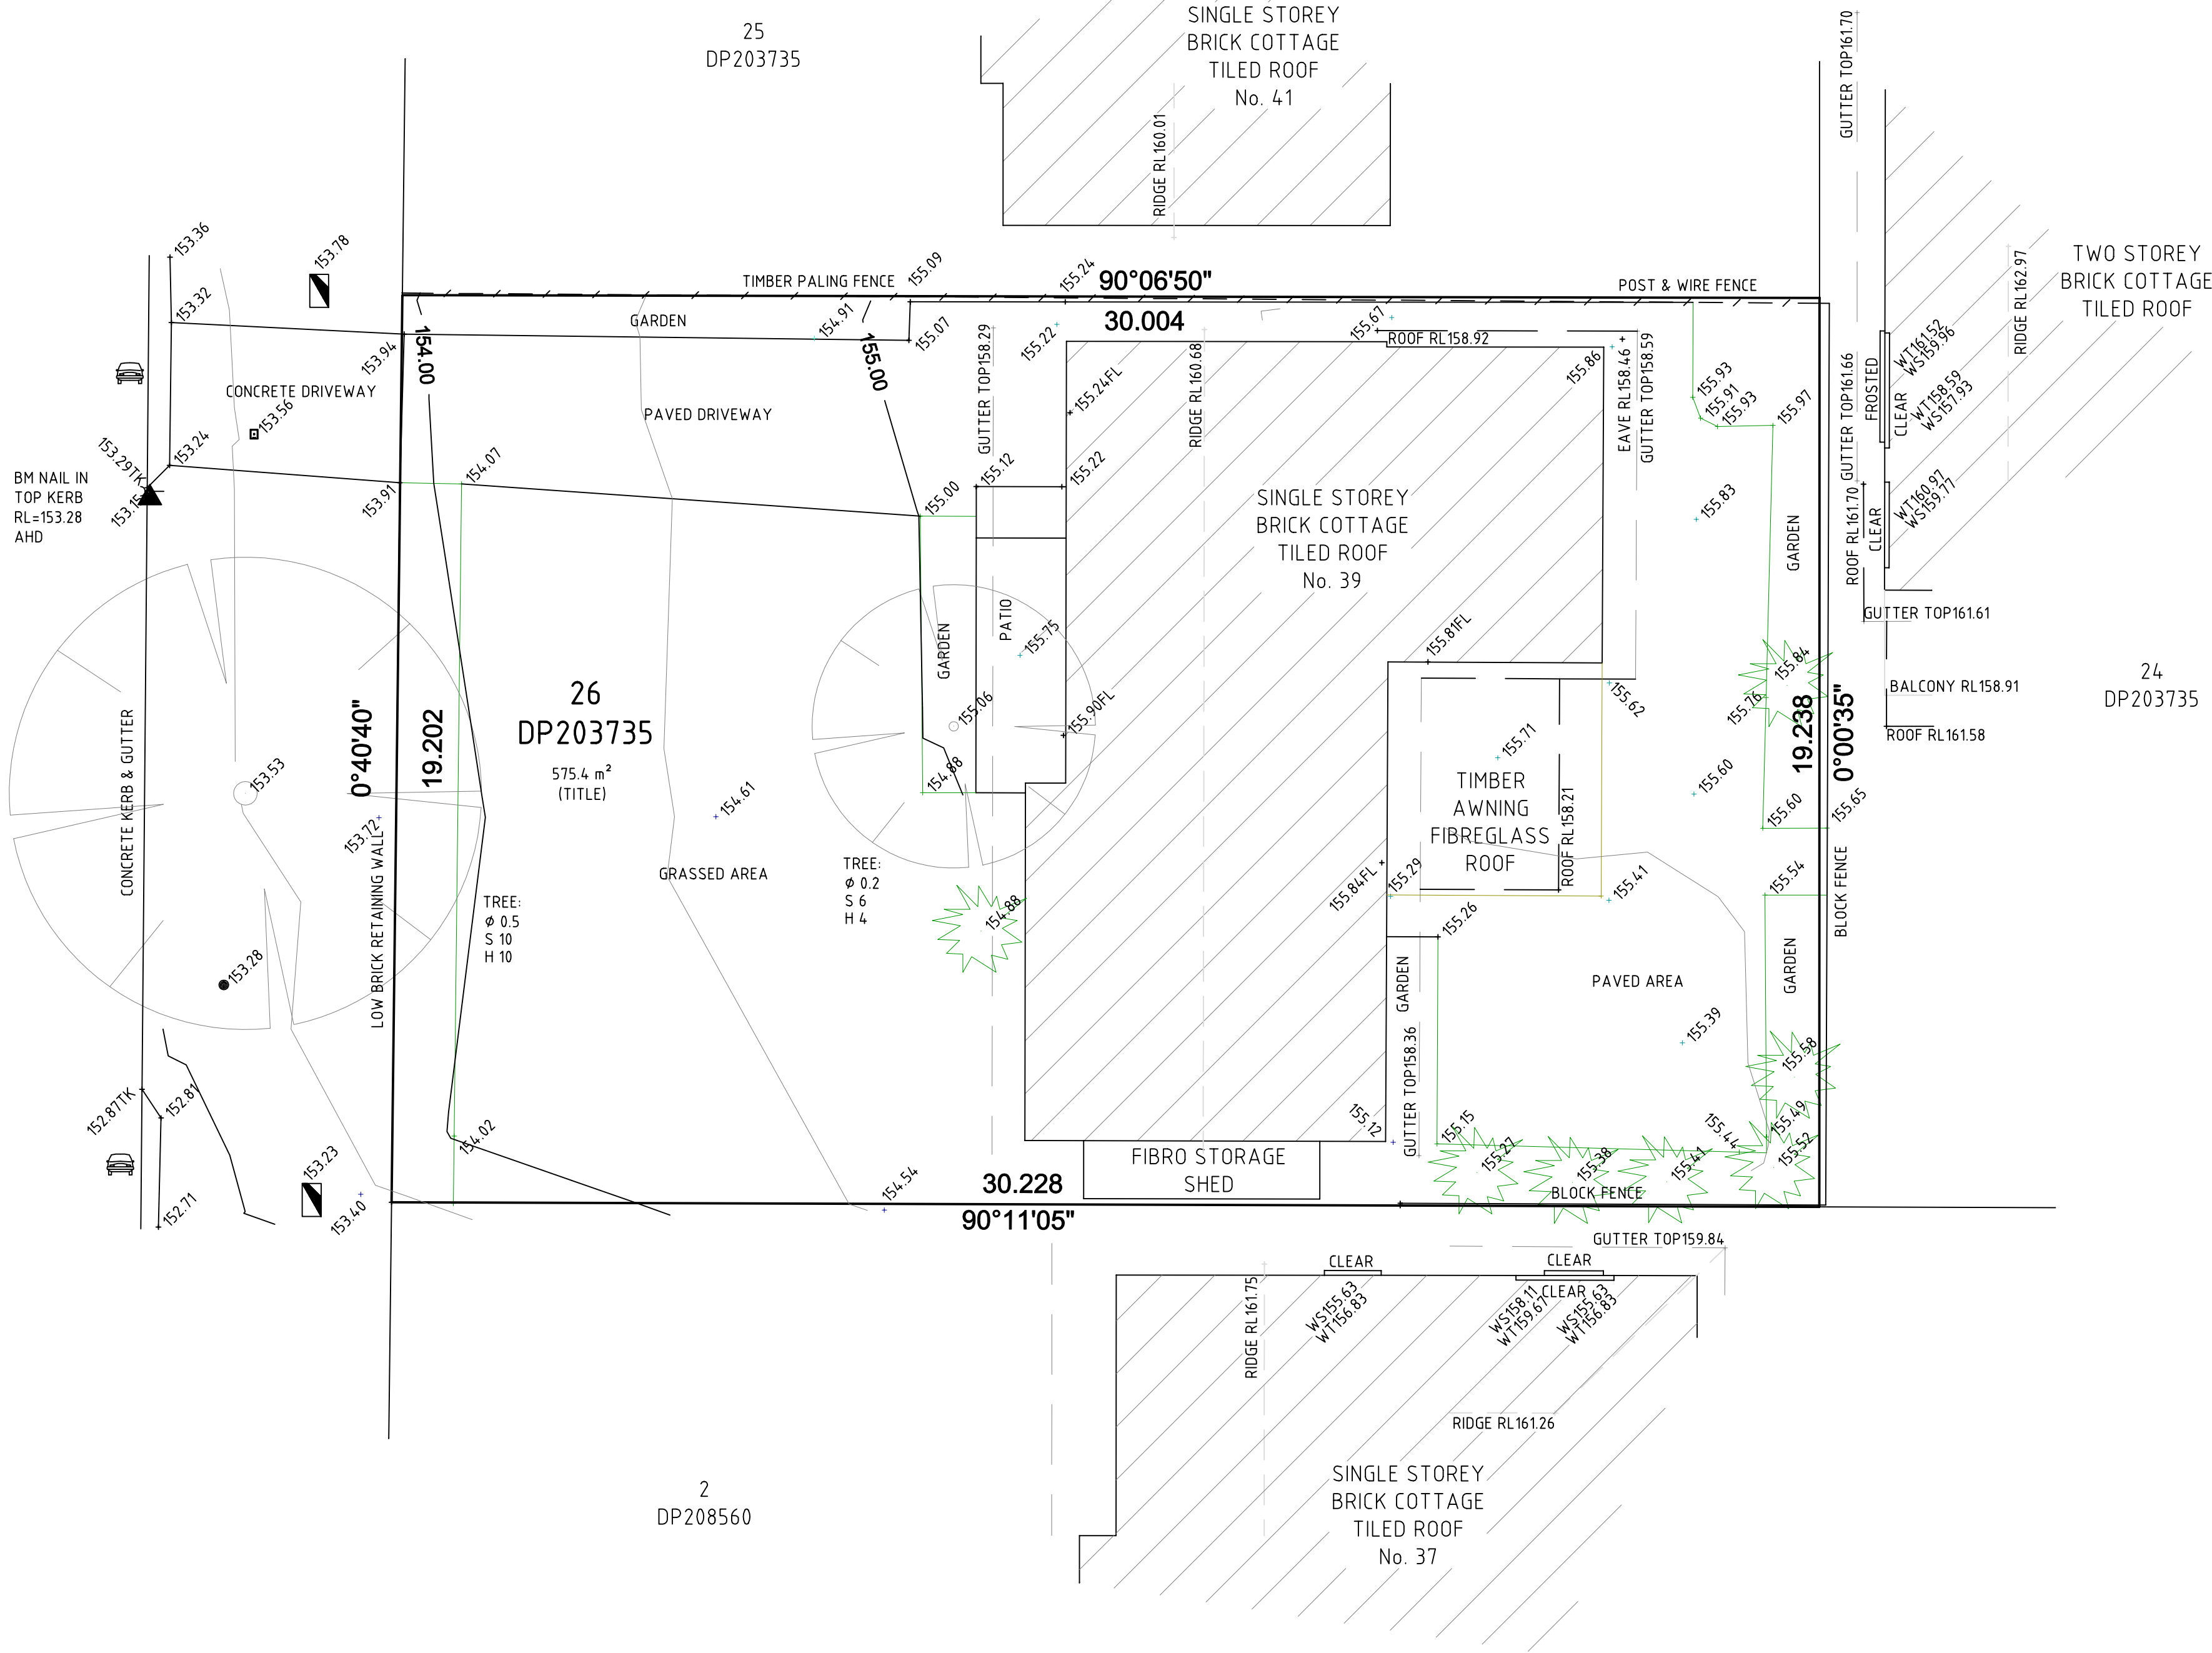 25
DP203735
SINGLE STOREY
BRICK COTTAGE
TILED ROOF
No. 41
RIDGE RL160.01
GUTTER TOP161.70
TWO STOREY
BRICK COTTAGE
TILED ROOF
RIDGE RL162.97
153.36
153.32
153.78
TIMBER PALING FENCE
155.09
155.24
90°06'50"
30.004
POST & WIRE FENCE
GARDEN
154.91
155.07
155.22
155.67
ROOF RL158.92
153.94
154.00
155.00
GUTTER TOP158.29
RIDGE RL160.68
155.86
EAVE RL158.46
GUTTER TOP158.59
155.93
155.91
155.93
155.97
GUTTER TOP161.66
FROSTED
CLEAR
WT161.52
WS159.96
WT158.59
WS157.93
CONCRETE DRIVEWAY
153.56
PAVED DRIVEWAY
155.24FL
153.24
153.29TK
153.15
BM NAIL IN
TOP KERB
RL=153.28
AHD
153.91
154.07
155.00
155.12
155.22
SINGLE STOREY
BRICK COTTAGE
TILED ROOF
No. 39
155.83
GARDEN
ROOF RL161.70
CLEAR
WT160.97
WS159.77
GUTTER TOP161.61
BALCONY RL158.91
ROOF RL161.58
24
DP203735
GARDEN
PATIO
155.75
155.81FL
155.84
155.76
155.62
155.71
155.06
155.90FL
154.88
26
DP203735
575.4 m²
(TITLE)
0°40'40"
19.202
19.238
0°00'35"
CONCRETE KERB & GUTTER
153.53
153.72
LOW BRICK RETAINING WALL
154.61
GRASSED AREA
TREE:
ø 0.2
S 6
H 4
TREE:
ø 0.5
S 10
H 10
154.88
TIMBER
AWNING
FIBREGLASS
ROOF
ROOF RL158.21
155.60
155.60
155.65
155.84FL
155.29
155.41
155.54
BLOCK FENCE
155.26
GARDEN
PAVED AREA
GARDEN
153.28
155.39
155.58
GUTTER TOP158.36
152.87TK
152.81
154.02
155.12
155.15
155.27
155.38
155.41
155.44
155.49
155.52
153.23
152.71
153.40
154.54
30.228
90°11'05"
FIBRO STORAGE
SHED
BLOCK FENCE
GUTTER TOP159.84
CLEAR
CLEAR
CLEAR
RIDGE RL161.75
WS155.63
WT156.83
WS158.11
WT159.67
WS155.63
WT156.83
RIDGE RL161.26
2
DP208560
SINGLE STOREY
BRICK COTTAGE
TILED ROOF
No. 37